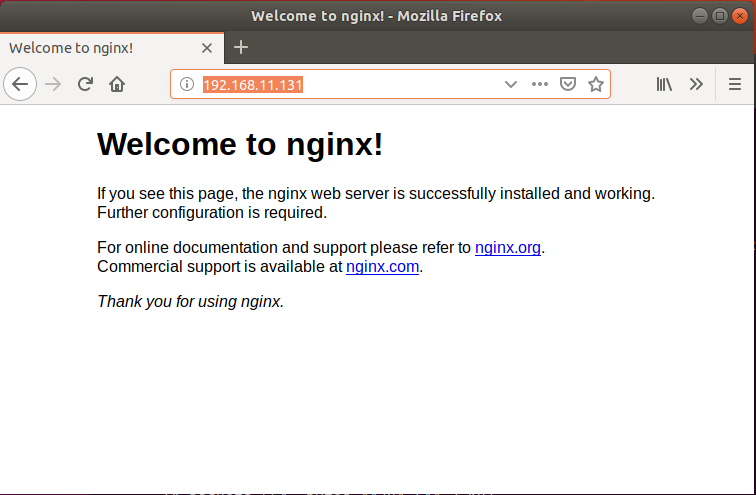 Welcome to nginx! - Mozilla Firefox
Welcome to nginx!
192.168.11.131
Welcome to nginx!
If you see this page, the nginx web server is successfully installed and working.
Further configuration is required.
For online documentation and support please refer to nginx.org.
Commercial support is available at nginx.com.
Thank you for using nginx.